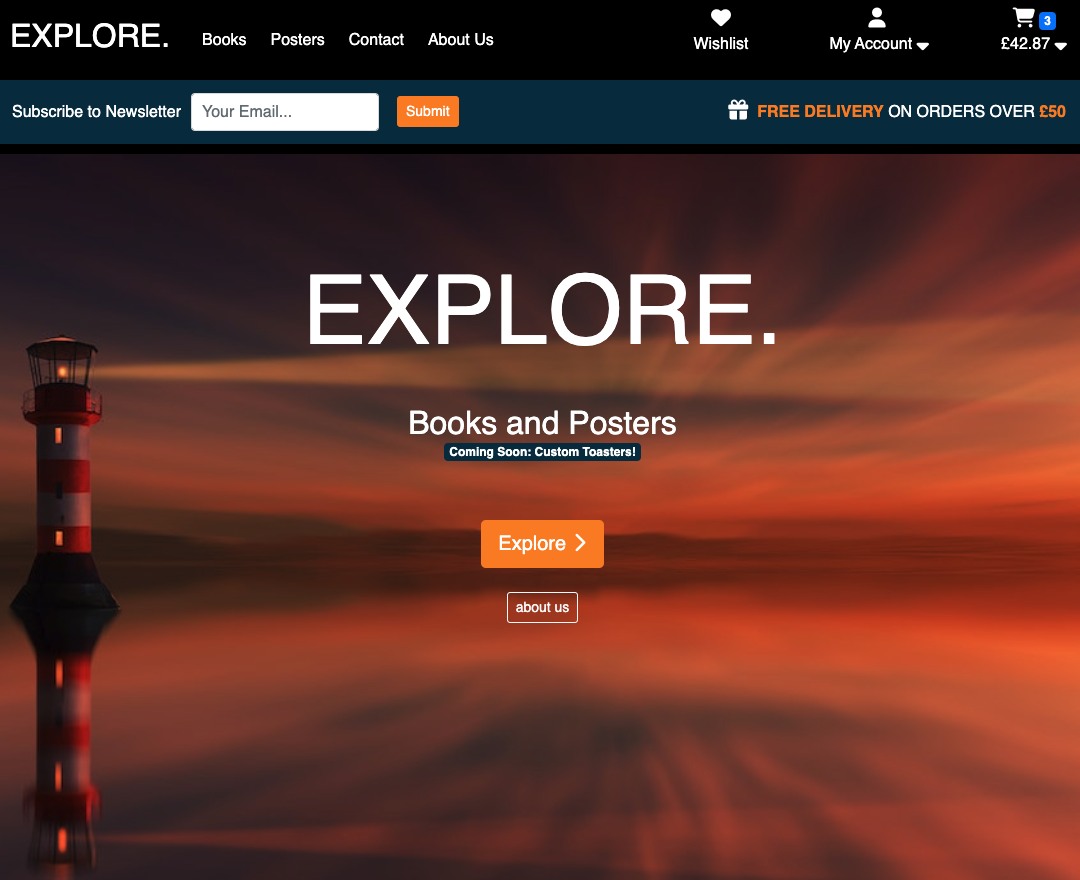 EXPLORE.
Books
Posters
Contact
About Us
Wishlist
My Account
3
£42.87
Subscribe to Newsletter
Your Email...
Submit
FREE DELIVERY ON ORDERS OVER £50
EXPLORE.
Books and Posters
Coming Soon: Custom Toasters!
Explore
about us